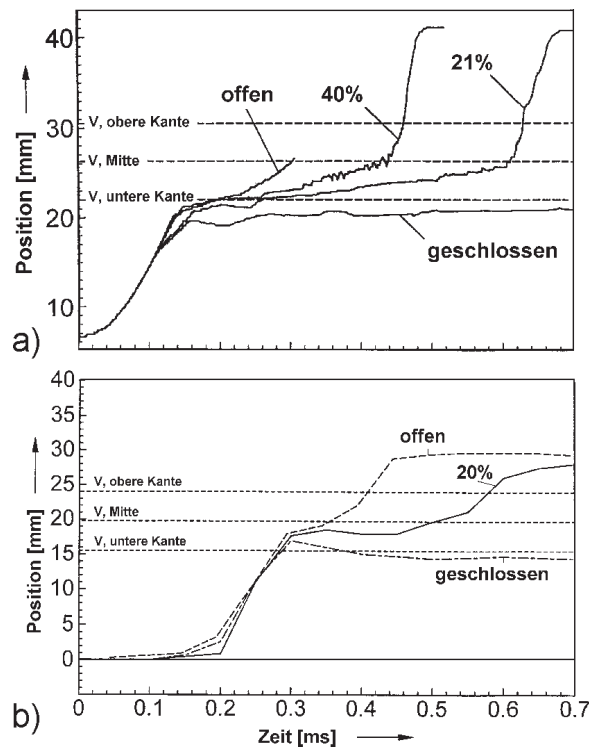 40
30
20
10
Position [mm]
V, obere Kante
V, Mitte
V, untere Kante
offen
40%
21%
geschlossen
a)
40
35
30
25
20
15
10
5
0
Position [mm]
V, obere Kante
V, Mitte
V, untere Kante
offen
20%
geschlossen
b)
0 0.1 0.2 0.3 0.4 0.5 0.6 0.7
Zeit [ms]